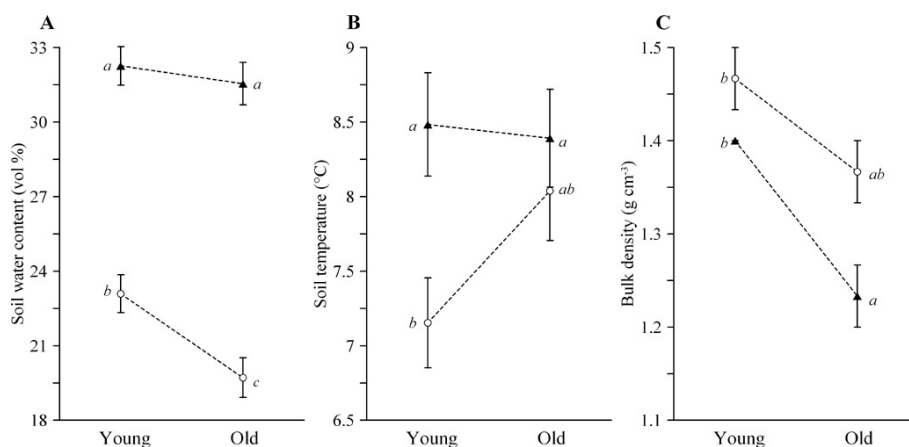 A
Soil water content (vol %)
33
30
27
24
21
18
a
a
b
c
Young
Old
B
Soil temperature (°C)
9
8.5
8
7.5
7
6.5
a
a
ab
b
Young
Old
C
Bulk density (g cm⁻³)
1.5
1.4
1.3
1.2
1.1
b
b
ab
a
Young
Old